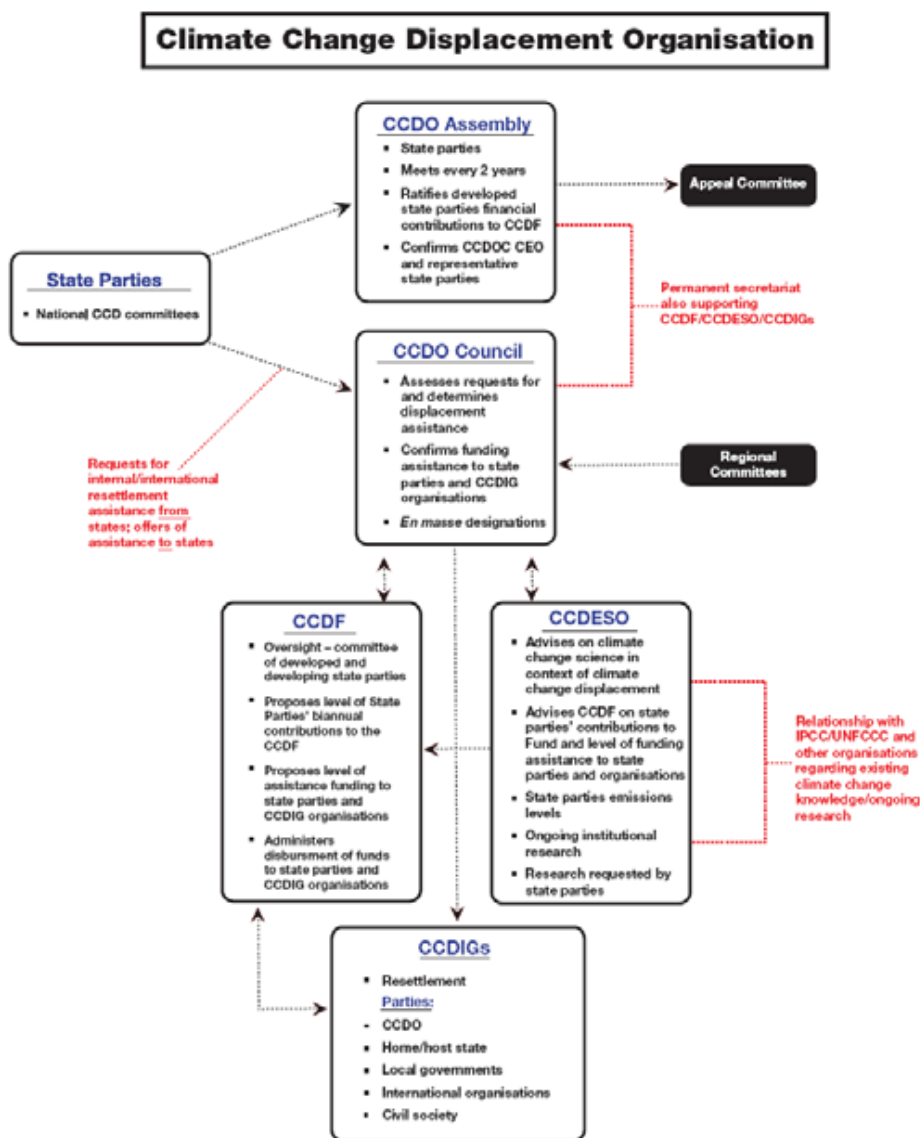 Climate Change Displacement Organisation
CCDO Assembly
▪ State parties
▪ Meets every 2 years
▪ Ratifies developed
state parties financial
contributions to CCDF
▪ Confirms CCDOC CEO
and representative
state parties
Appeal Committee
State Parties
▪ National CCD committees
Permanent secretariat
also supporting
CCDF/CCDESO/CCDIGs
CCDO Council
▪ Assesses requests for
and determines
displacement
assistance
▪ Confirms funding
assistance to state
parties and CCDIG
organisations
▪ En masse designations
Regional
Committees
Requests for
internal/international
resettlement
assistance from
states; offers of
assistance to states
CCDF
▪ Oversight – committee
of developed and
developing state parties
▪ Proposes level of State
Parties' biannual
contributions to the
CCDF
▪ Proposes level of
assistance funding to
state parties and
CCDIG organisations
▪ Administers
disbursment of funds
to state parties and
CCDIG organisations
CCDESO
▪ Advises on climate
change science in
context of climate
change displacement
▪ Advises CCDF on state
parties' contributions to
Fund and level of funding
assistance to state
parties and organisations
▪ State parties emissions
levels
▪ Ongoing institutional
research
▪ Research requested by
state parties
Relationship with
IPCC/UNFCCC and
other organisations
regarding existing
climate change
knowledge/ongoing
research
CCDIGs
▪ Resettlement
Parties:
- CCDO
▪ Home/host state
▪ Local governments
▪ International organisations
▪ Civil society